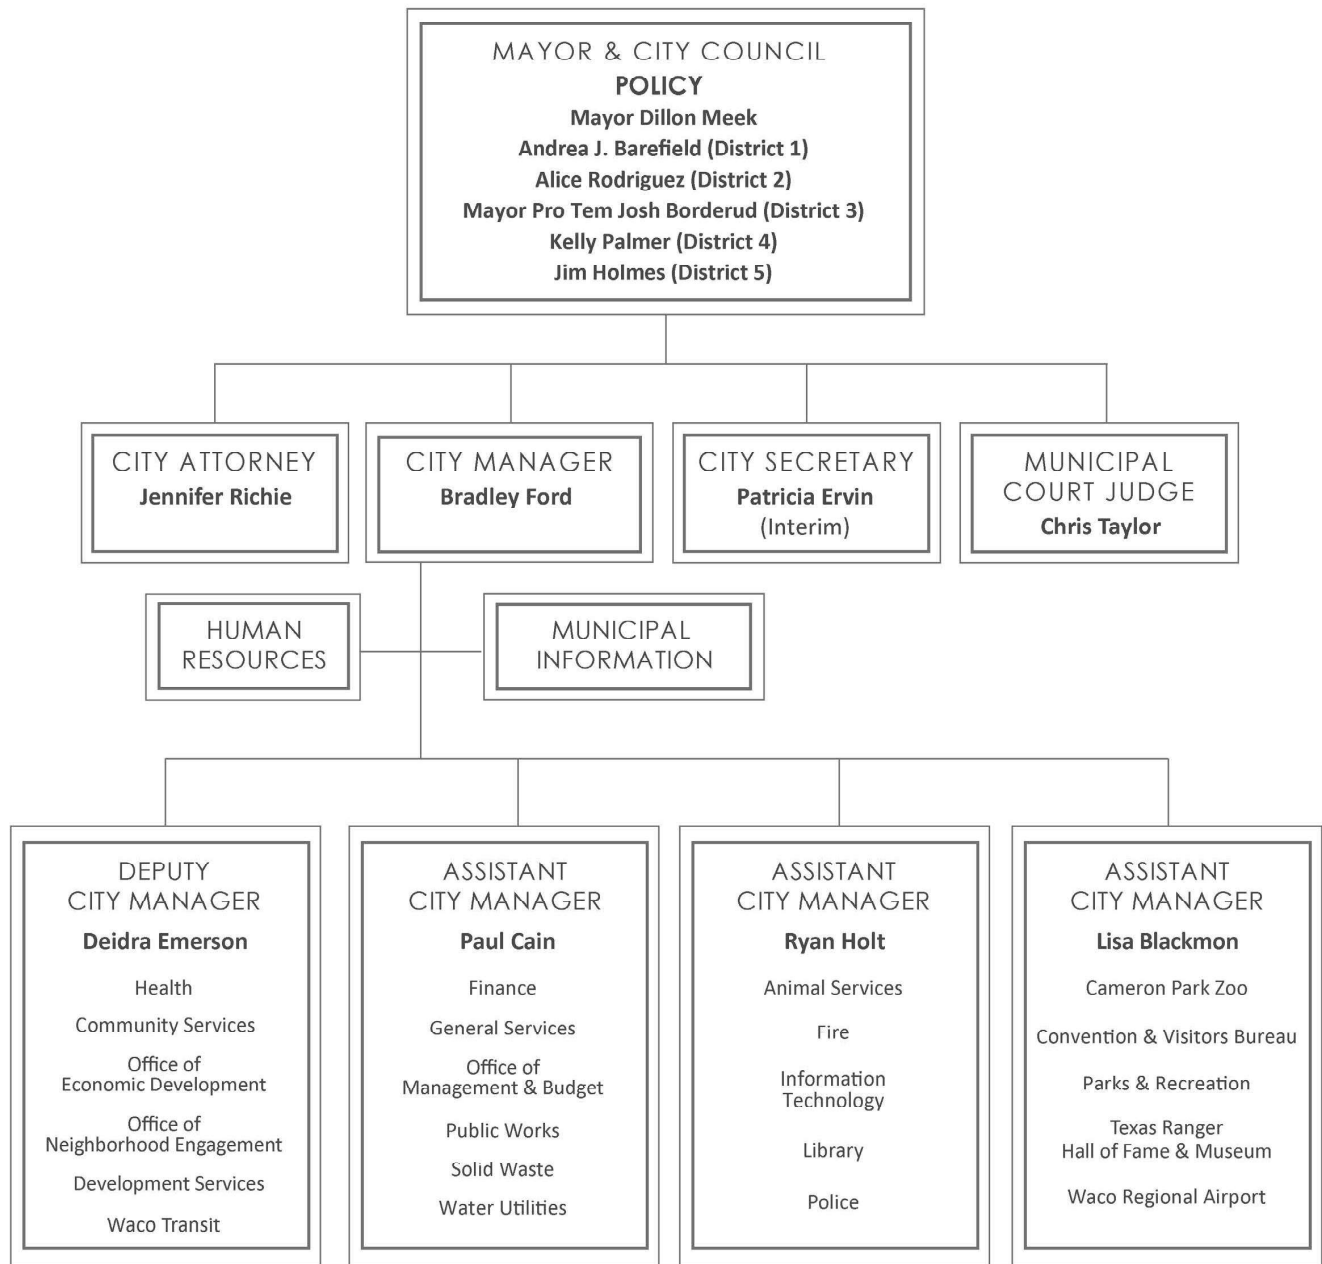 MAYOR & CITY COUNCIL
POLICY
Mayor Dillon Meek
Andrea J. Barefield (District 1)
Alice Rodriguez (District 2)
Mayor Pro Tem Josh Borderud (District 3)
Kelly Palmer (District 4)
Jim Holmes (District 5)
CITY ATTORNEY
Jennifer Richie
CITY MANAGER
Bradley Ford
CITY SECRETARY
Patricia Ervin
(Interim)
MUNICIPAL
COURT JUDGE
Chris Taylor
HUMAN
RESOURCES
MUNICIPAL
INFORMATION
DEPUTY
CITY MANAGER
Deidra Emerson
Health
Community Services
Office of
Economic Development
Office of
Neighborhood Engagement
Development Services
Waco Transit
ASSISTANT
CITY MANAGER
Paul Cain
Finance
General Services
Office of
Management & Budget
Public Works
Solid Waste
Water Utilities
ASSISTANT
CITY MANAGER
Ryan Holt
Animal Services
Fire
Information
Technology
Library
Police
ASSISTANT
CITY MANAGER
Lisa Blackmon
Cameron Park Zoo
Convention & Visitors Bureau
Parks & Recreation
Texas Ranger
Hall of Fame & Museum
Waco Regional Airport